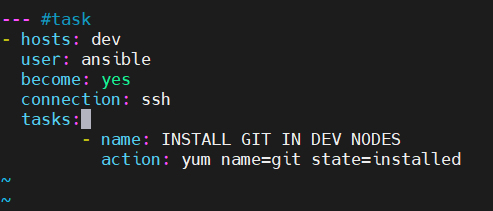 --- #task
- hosts: dev
  user: ansible
  become: yes
  connection: ssh
  tasks:
        - name: INSTALL GIT IN DEV NODES
          action: yum name=git state=installed
~
~